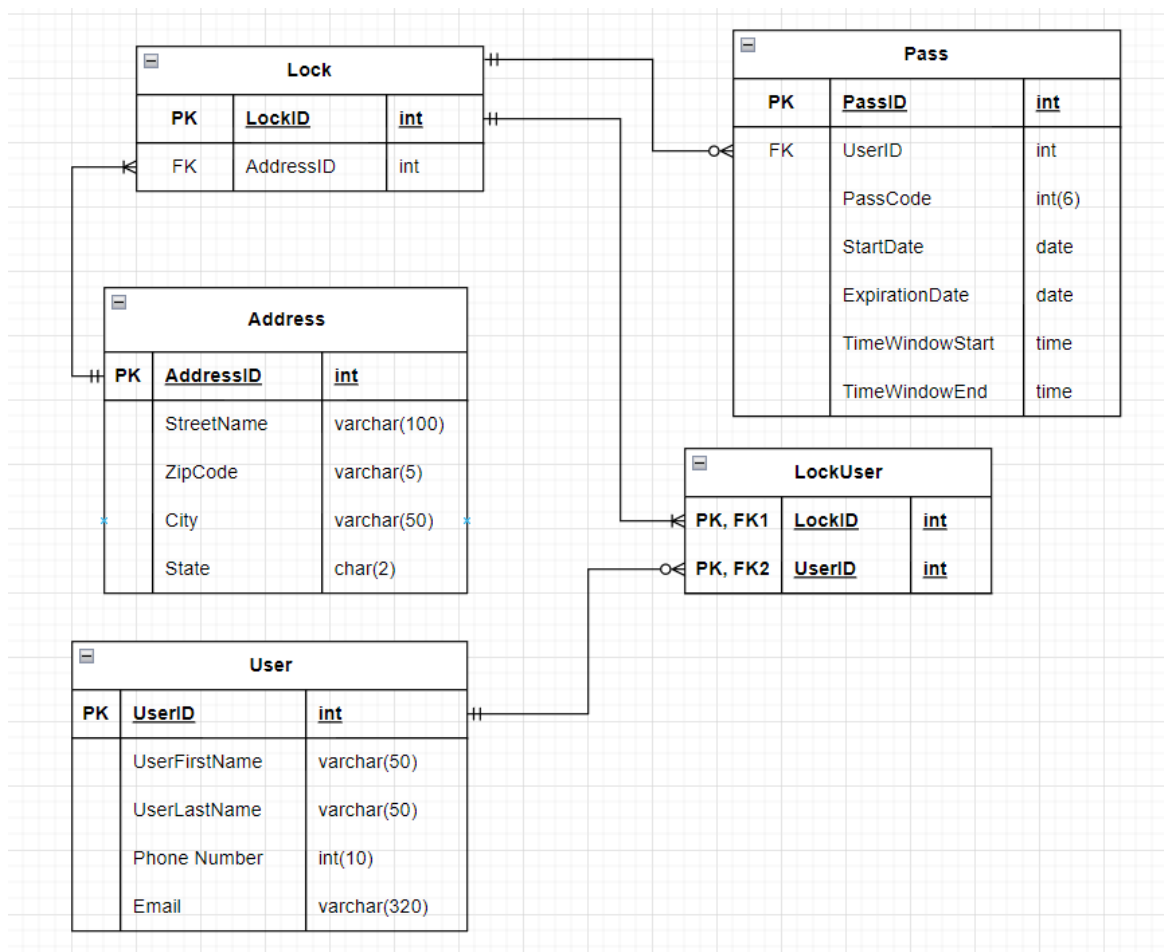 Lock
PK LockID int
FK AddressID int
Pass
PK PassID int
FK UserID int
PassCode int(6)
StartDate date
ExpirationDate date
TimeWindowStart time
TimeWindowEnd time
Address
PK AddressID int
StreetName varchar(100)
ZipCode varchar(5)
City varchar(50)
State char(2)
LockUser
PK, FK1 LockID int
PK, FK2 UserID int
User
PK UserID int
UserFirstName varchar(50)
UserLastName varchar(50)
Phone Number int(10)
Email varchar(320)